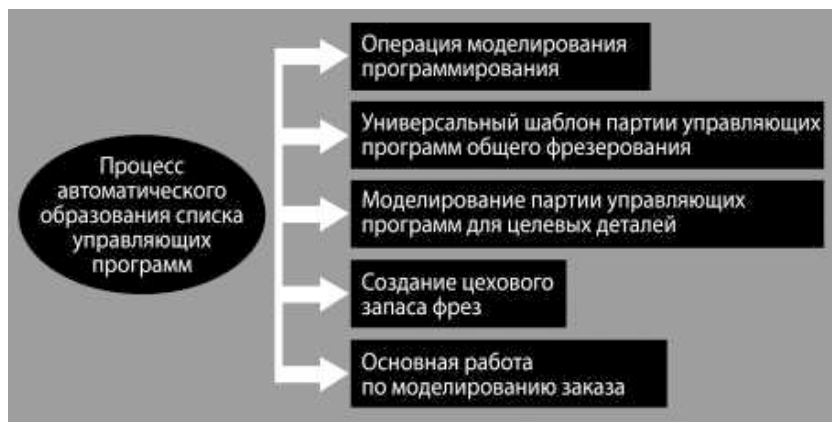 Процесс
автоматического
образования списка
управляющих
программ
Операция моделирования
программирования
Универсальный шаблон партии управляющих
программ общего фрезерования
Моделирование партии управляющих
программ для целевых деталей
Создание цехового
запаса фрез
Основная работа
по моделированию заказа